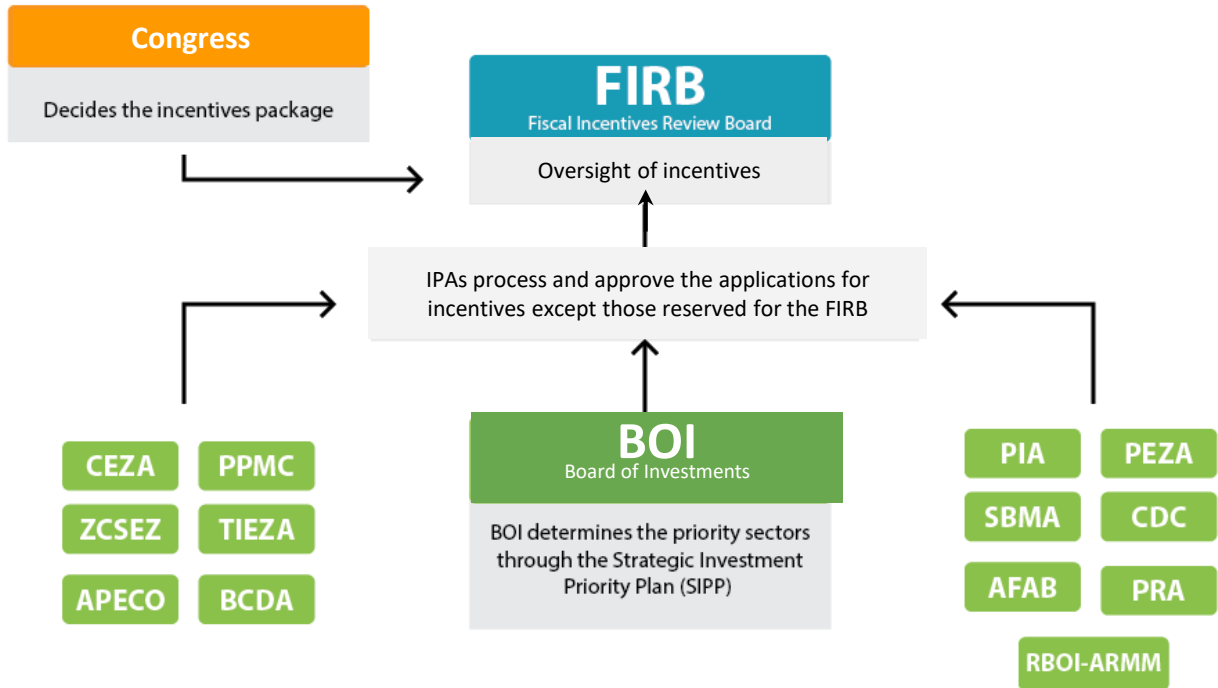 Congress
Decides the incentives package
FIRB
Fiscal Incentives Review Board
Oversight of incentives
IPAs process and approve the applications for
incentives except those reserved for the FIRB
CEZA
PPMC
ZCSEZ
TIEZA
APECO
BCDA
BOI
Board of Investments
BOI determines the priority sectors
through the Strategic Investment
Priority Plan (SIPP)
PIA
PEZA
SBMA
CDC
AFAB
PRA
RBOI-ARMM